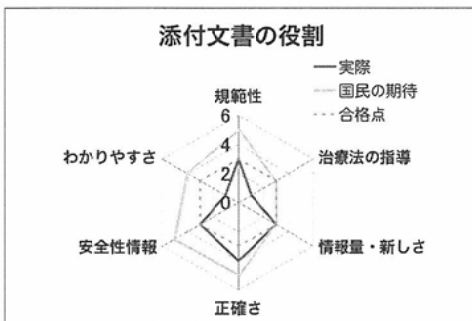 添付文書の役割
実際
国民の期待
合格点
規範性
6
4
2
0
わかりやすさ
治療法の指導
安全性情報
情報量・新しさ
正確さ